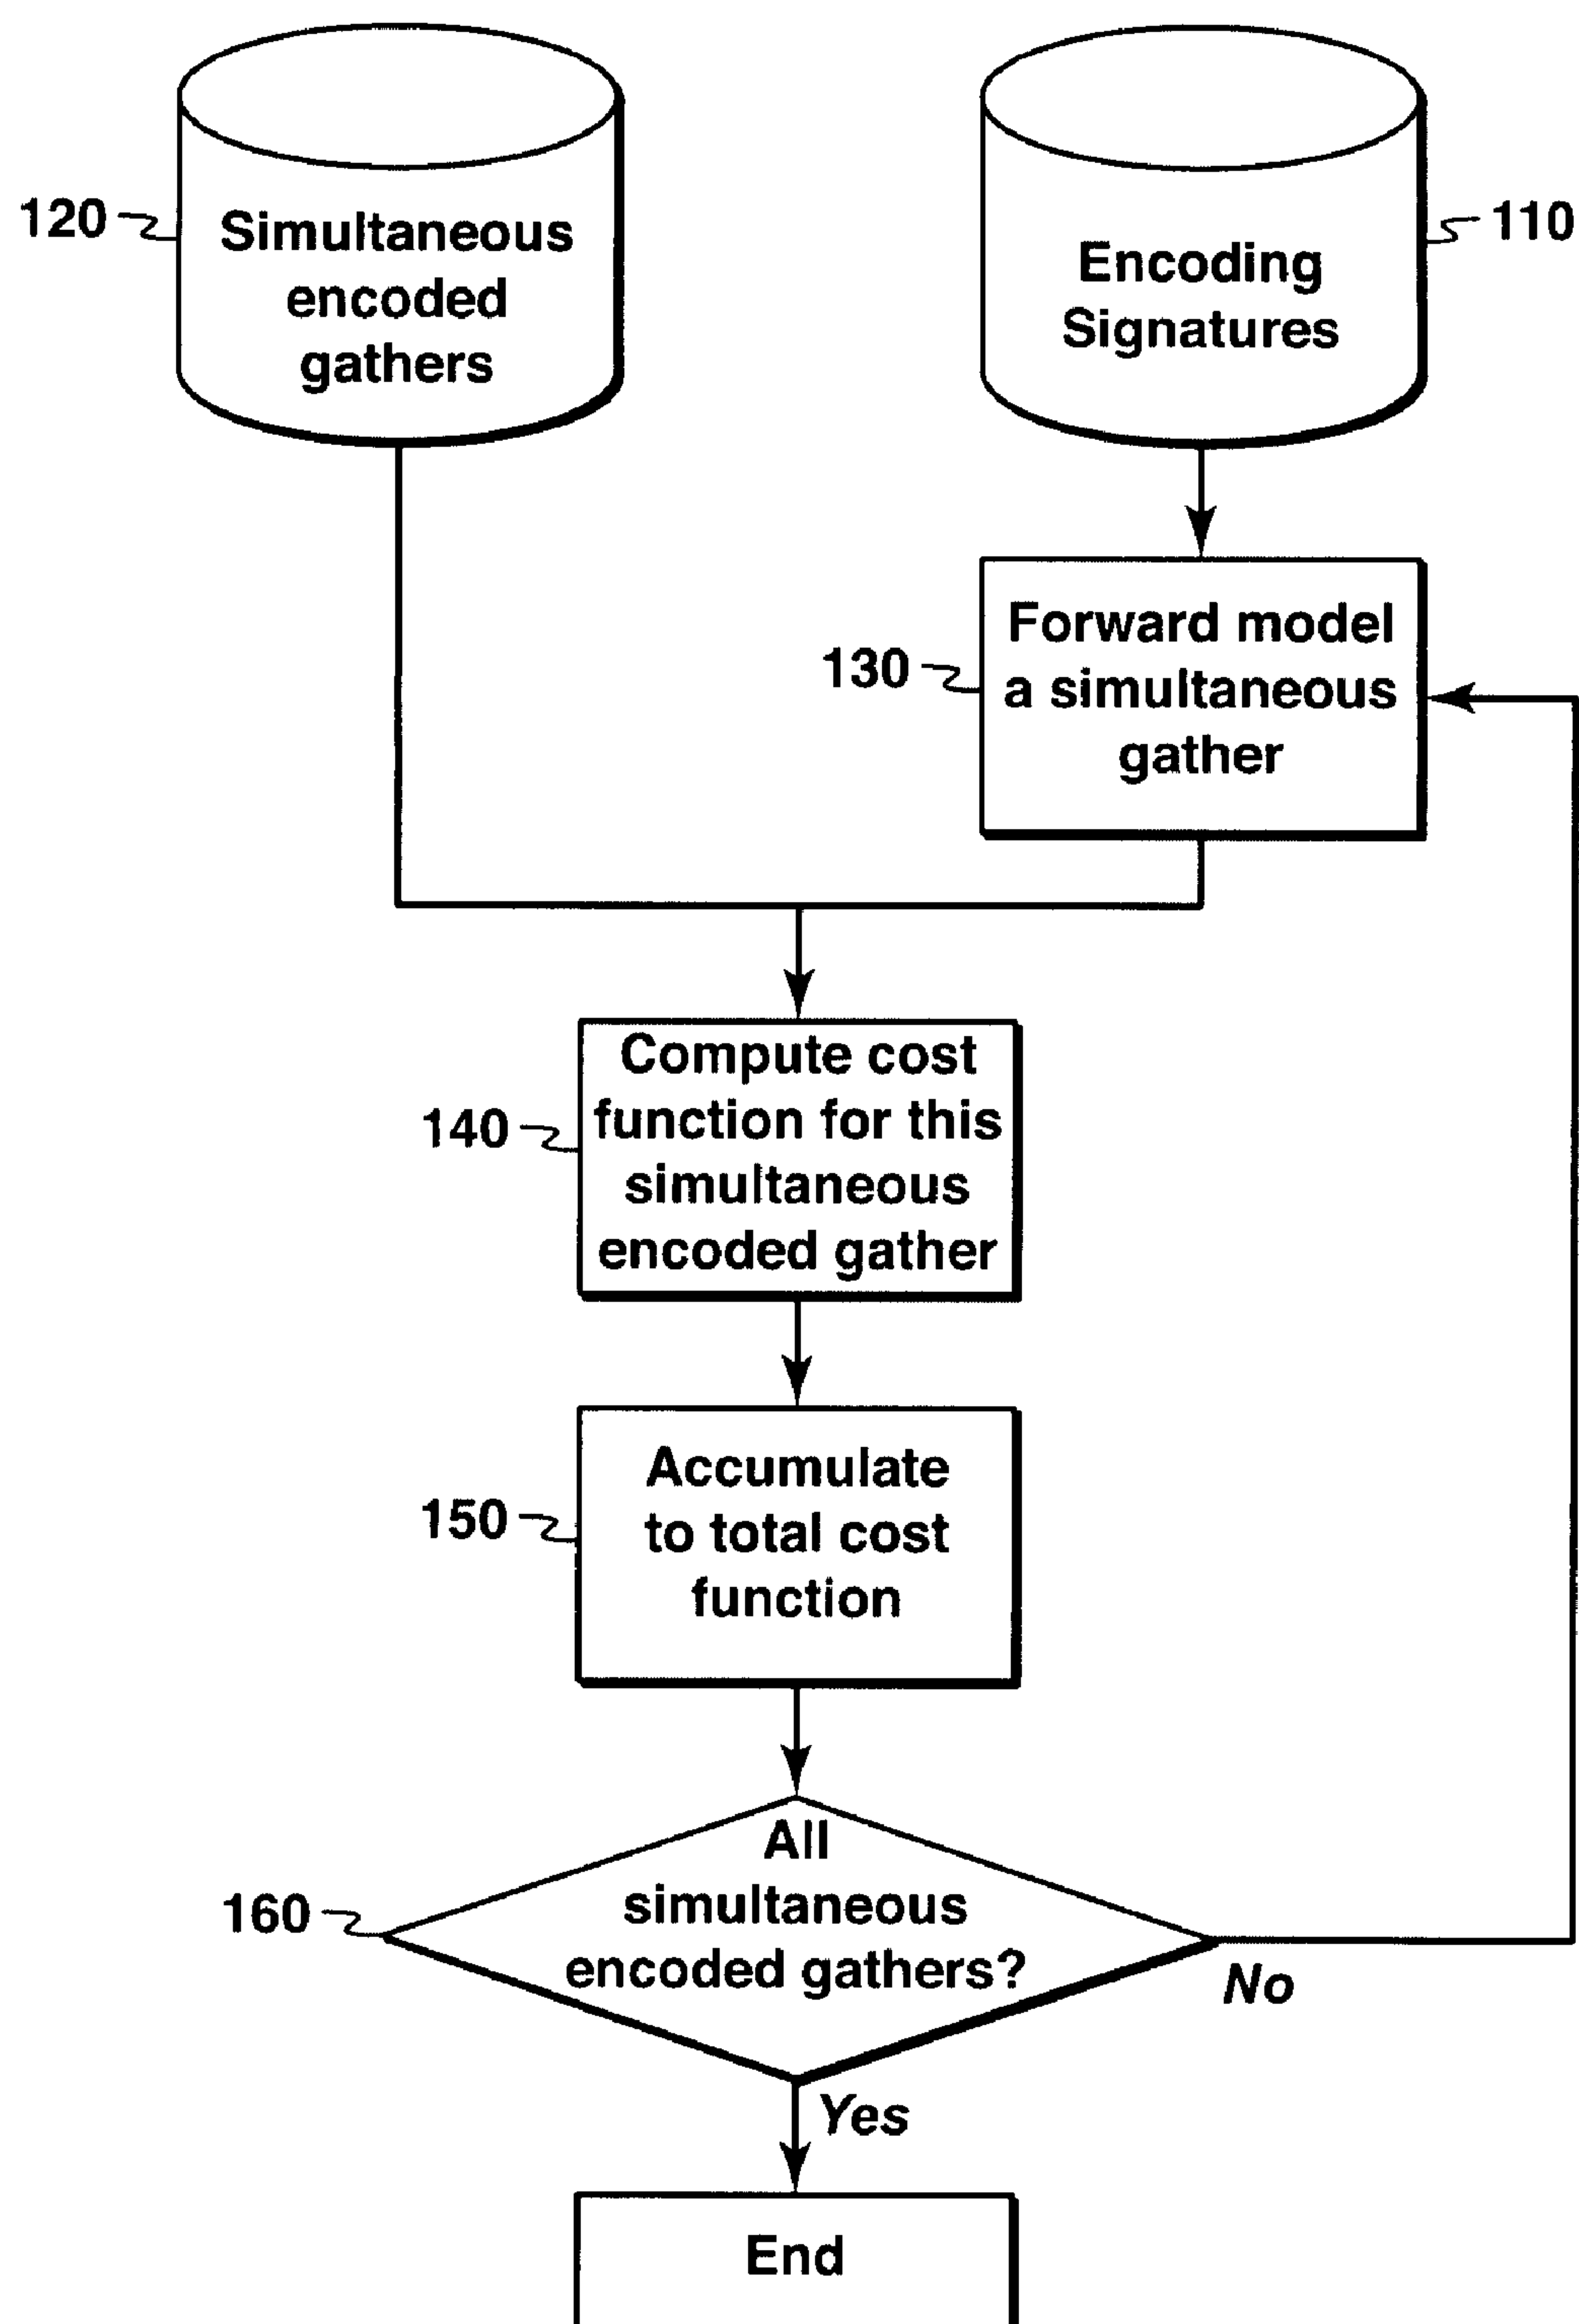 120
Simultaneous
encoded
gathers
Encoding
Signatures
110
130
Forward model
a simultaneous
gather
140
Compute cost
function for this
simultaneous
encoded gather
150
Accumulate
to total cost
function
160
All
simultaneous
encoded gathers?
No
Yes
End